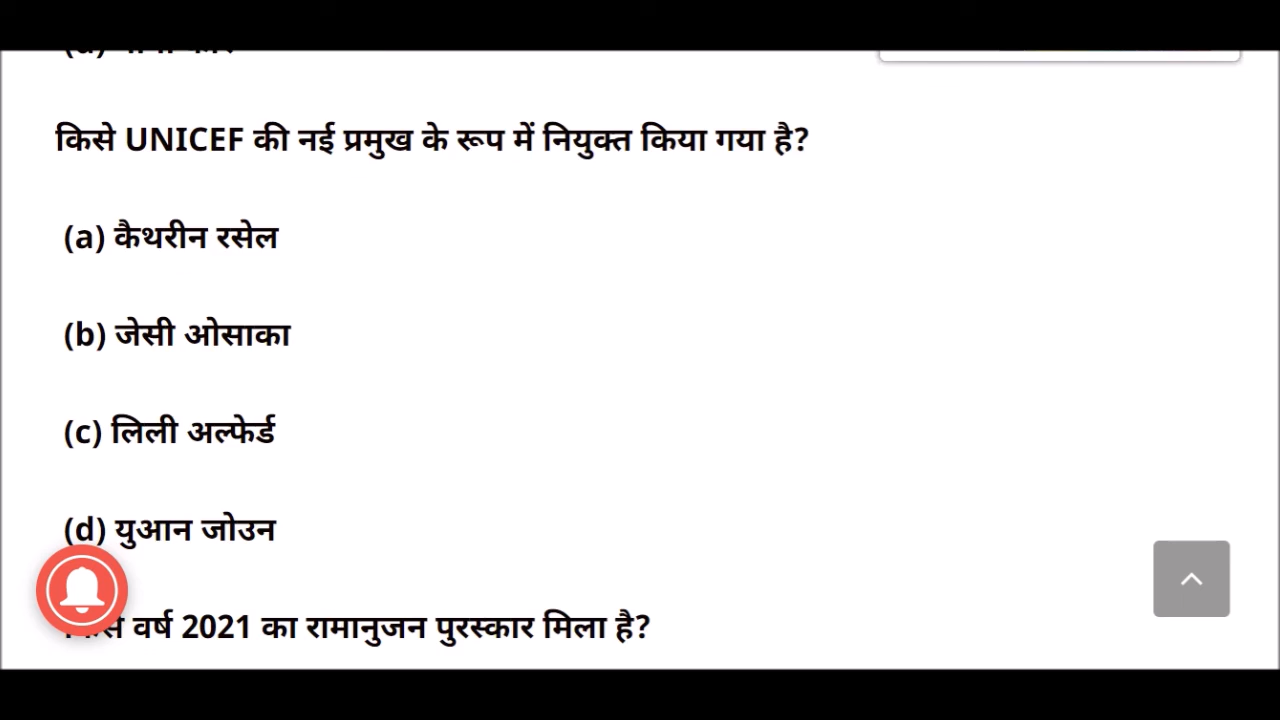 किसे UNICEF की नई प्रमुख के रूप में नियुक्त किया गया है?
(a) कैथरीन रसेल
(b) जेसी ओसाका
(c) लिली अल्फेर्ड
(d) युआन जोउन
वर्ष 2021 का रामानुजन पुरस्कार मिला है?